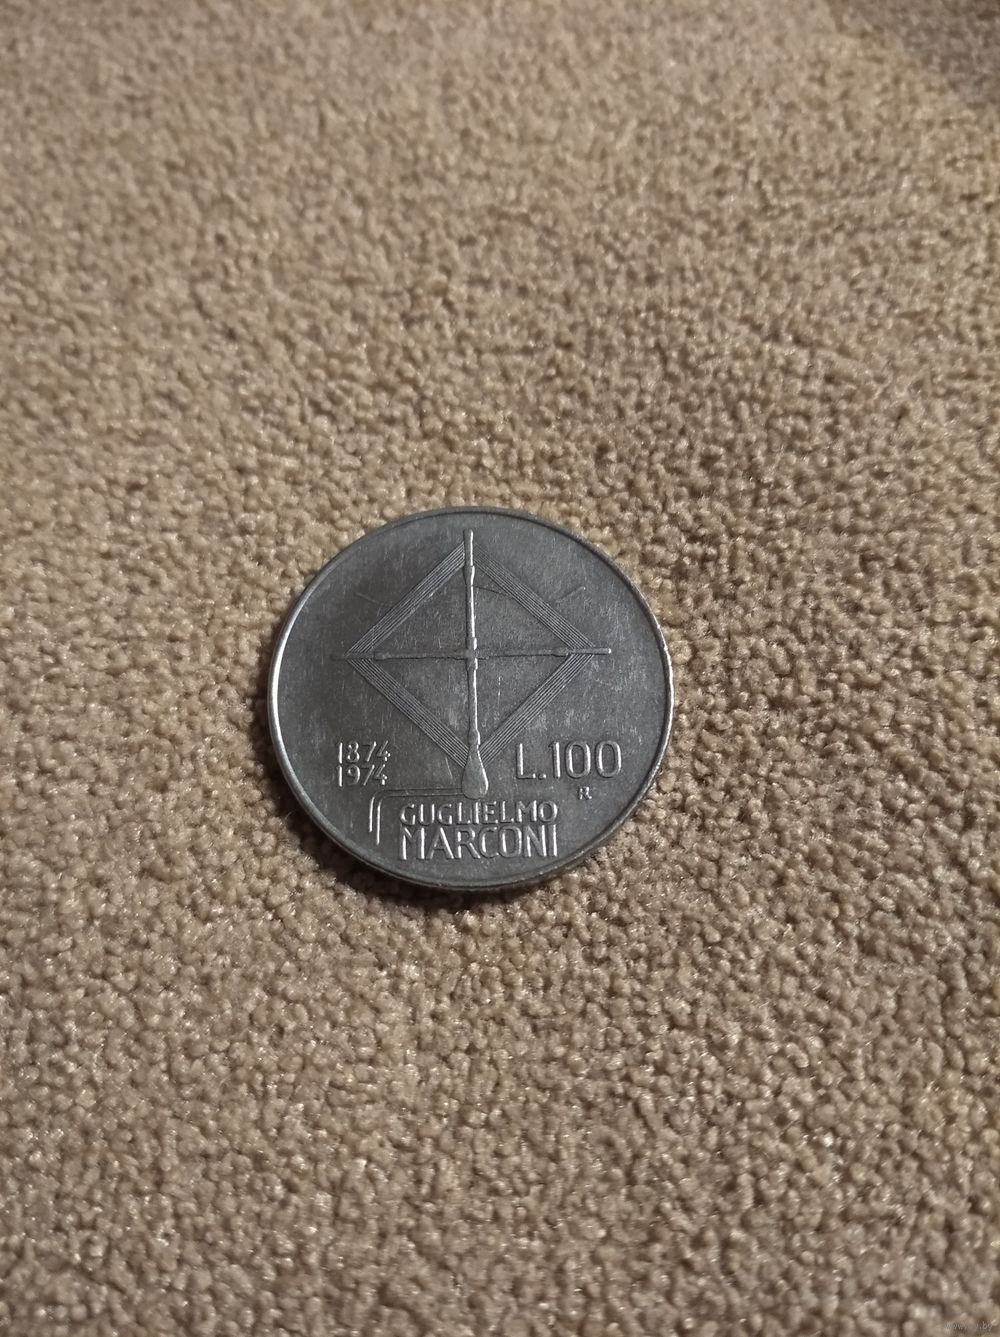 1874
1974
L.100
R
GUGLIELMO
MARCONI